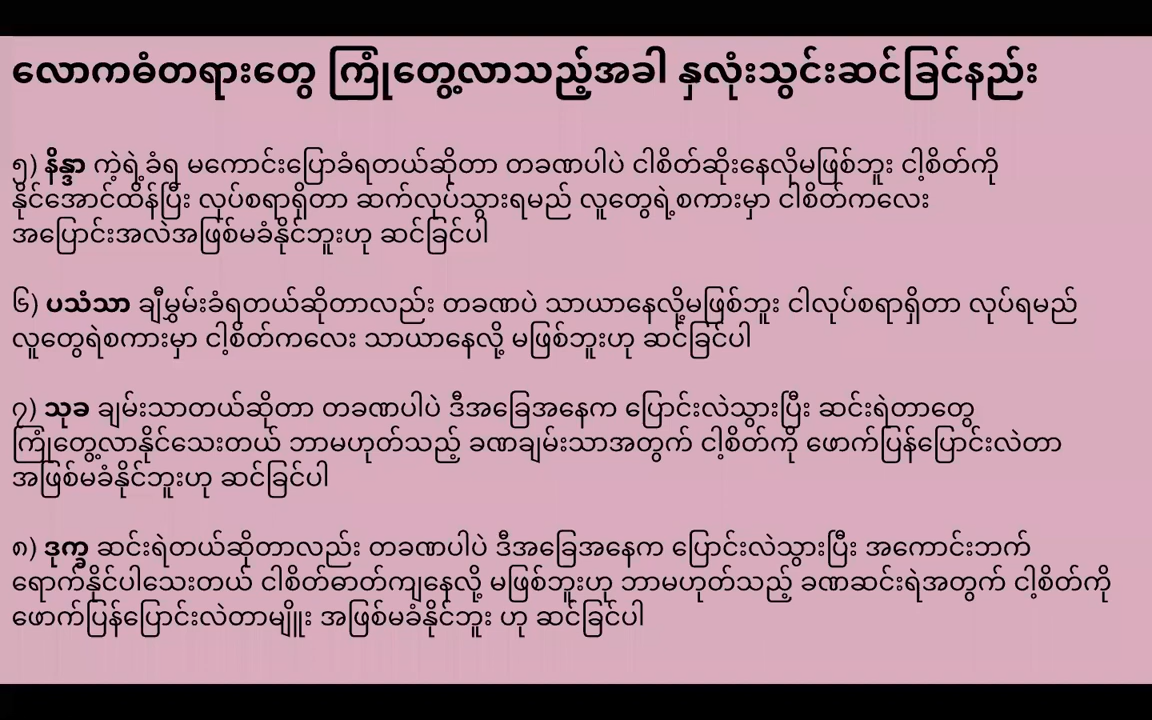 လောကဓံတရားတွေ ကြုံတွေ့လာသည့်အခါ နှလုံးသွင်းဆင်ခြင်နည်း
၅) နိန္ဒာ ကဲ့ရဲ့ခံရ မကောင်းပြောခံရတယ်ဆိုတာ တခဏပါပဲ ငါစိတ်ဆိုးနေလိုမဖြစ်ဘူး ငါ့စိတ်ကို
နိုင်အောင်ထိန်ပြီး လုပ်စရာရှိတာ ဆက်လုပ်သွားရမည် လူတွေရဲ့စကားမှာ ငါစိတ်ကလေး
အပြောင်းအလဲအဖြစ်မခံနိုင်ဘူးဟု ဆင်ခြင်ပါ
၆) ပသံသာ ချီမွှမ်းခံရတယ်ဆိုတာလည်း တခဏပဲ သာယာနေလို့မဖြစ်ဘူး ငါလုပ်စရာရှိတာ လုပ်ရမည်
လူတွေရဲစကားမှာ ငါ့စိတ်ကလေး သာယာနေလို့ မဖြစ်ဘူးဟု ဆင်ခြင်ပါ
၇) သုခ ချမ်းသာတယ်ဆိုတာ တခဏပါပဲ ဒီအခြေအနေက ပြောင်းလဲသွားပြီး ဆင်းရဲတာတွေ
ကြုံတွေ့လာနိုင်သေးတယ် ဘာမဟုတ်သည့် ခဏချမ်းသာအတွက် ငါ့စိတ်ကို ဖောက်ပြန်ပြောင်းလဲတာ
အဖြစ်မခံနိုင်ဘူးဟု ဆင်ခြင်ပါ
၈) ဒုက္ခ ဆင်းရဲတယ်ဆိုတာလည်း တခဏပါပဲ ဒီအခြေအနေက ပြောင်းလဲသွားပြီး အကောင်းဘက်
ရောက်နိုင်ပါသေးတယ် ငါစိတ်ဓာတ်ကျနေလို့ မဖြစ်ဘူးဟု ဘာမဟုတ်သည့် ခဏဆင်းရဲအတွက် ငါ့စိတ်ကို
ဖောက်ပြန်ပြောင်းလဲတာမျိုး အဖြစ်မခံနိုင်ဘူး ဟု ဆင်ခြင်ပါ